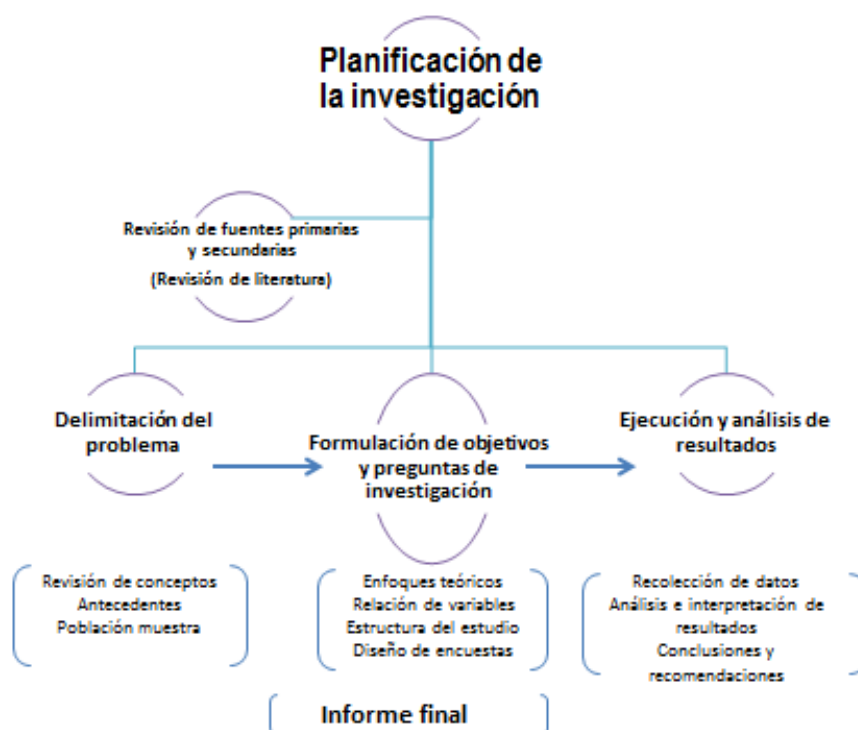 Planificación de
la investigación
Revisión de fuentes primarias
y secundarias
(Revisión de literatura)
Delimitación del
problema
Formulación de objetivos
y preguntas de
investigación
Ejecución y análisis de
resultados
Revisión de conceptos
Antecedentes
Población muestra
Enfoques teóricos
Relación de variables
Estructura del estudio
Diseño de encuestas
Recolección de datos
Análisis e interpretación de
resultados
Conclusiones y
recomendaciones
Informe final